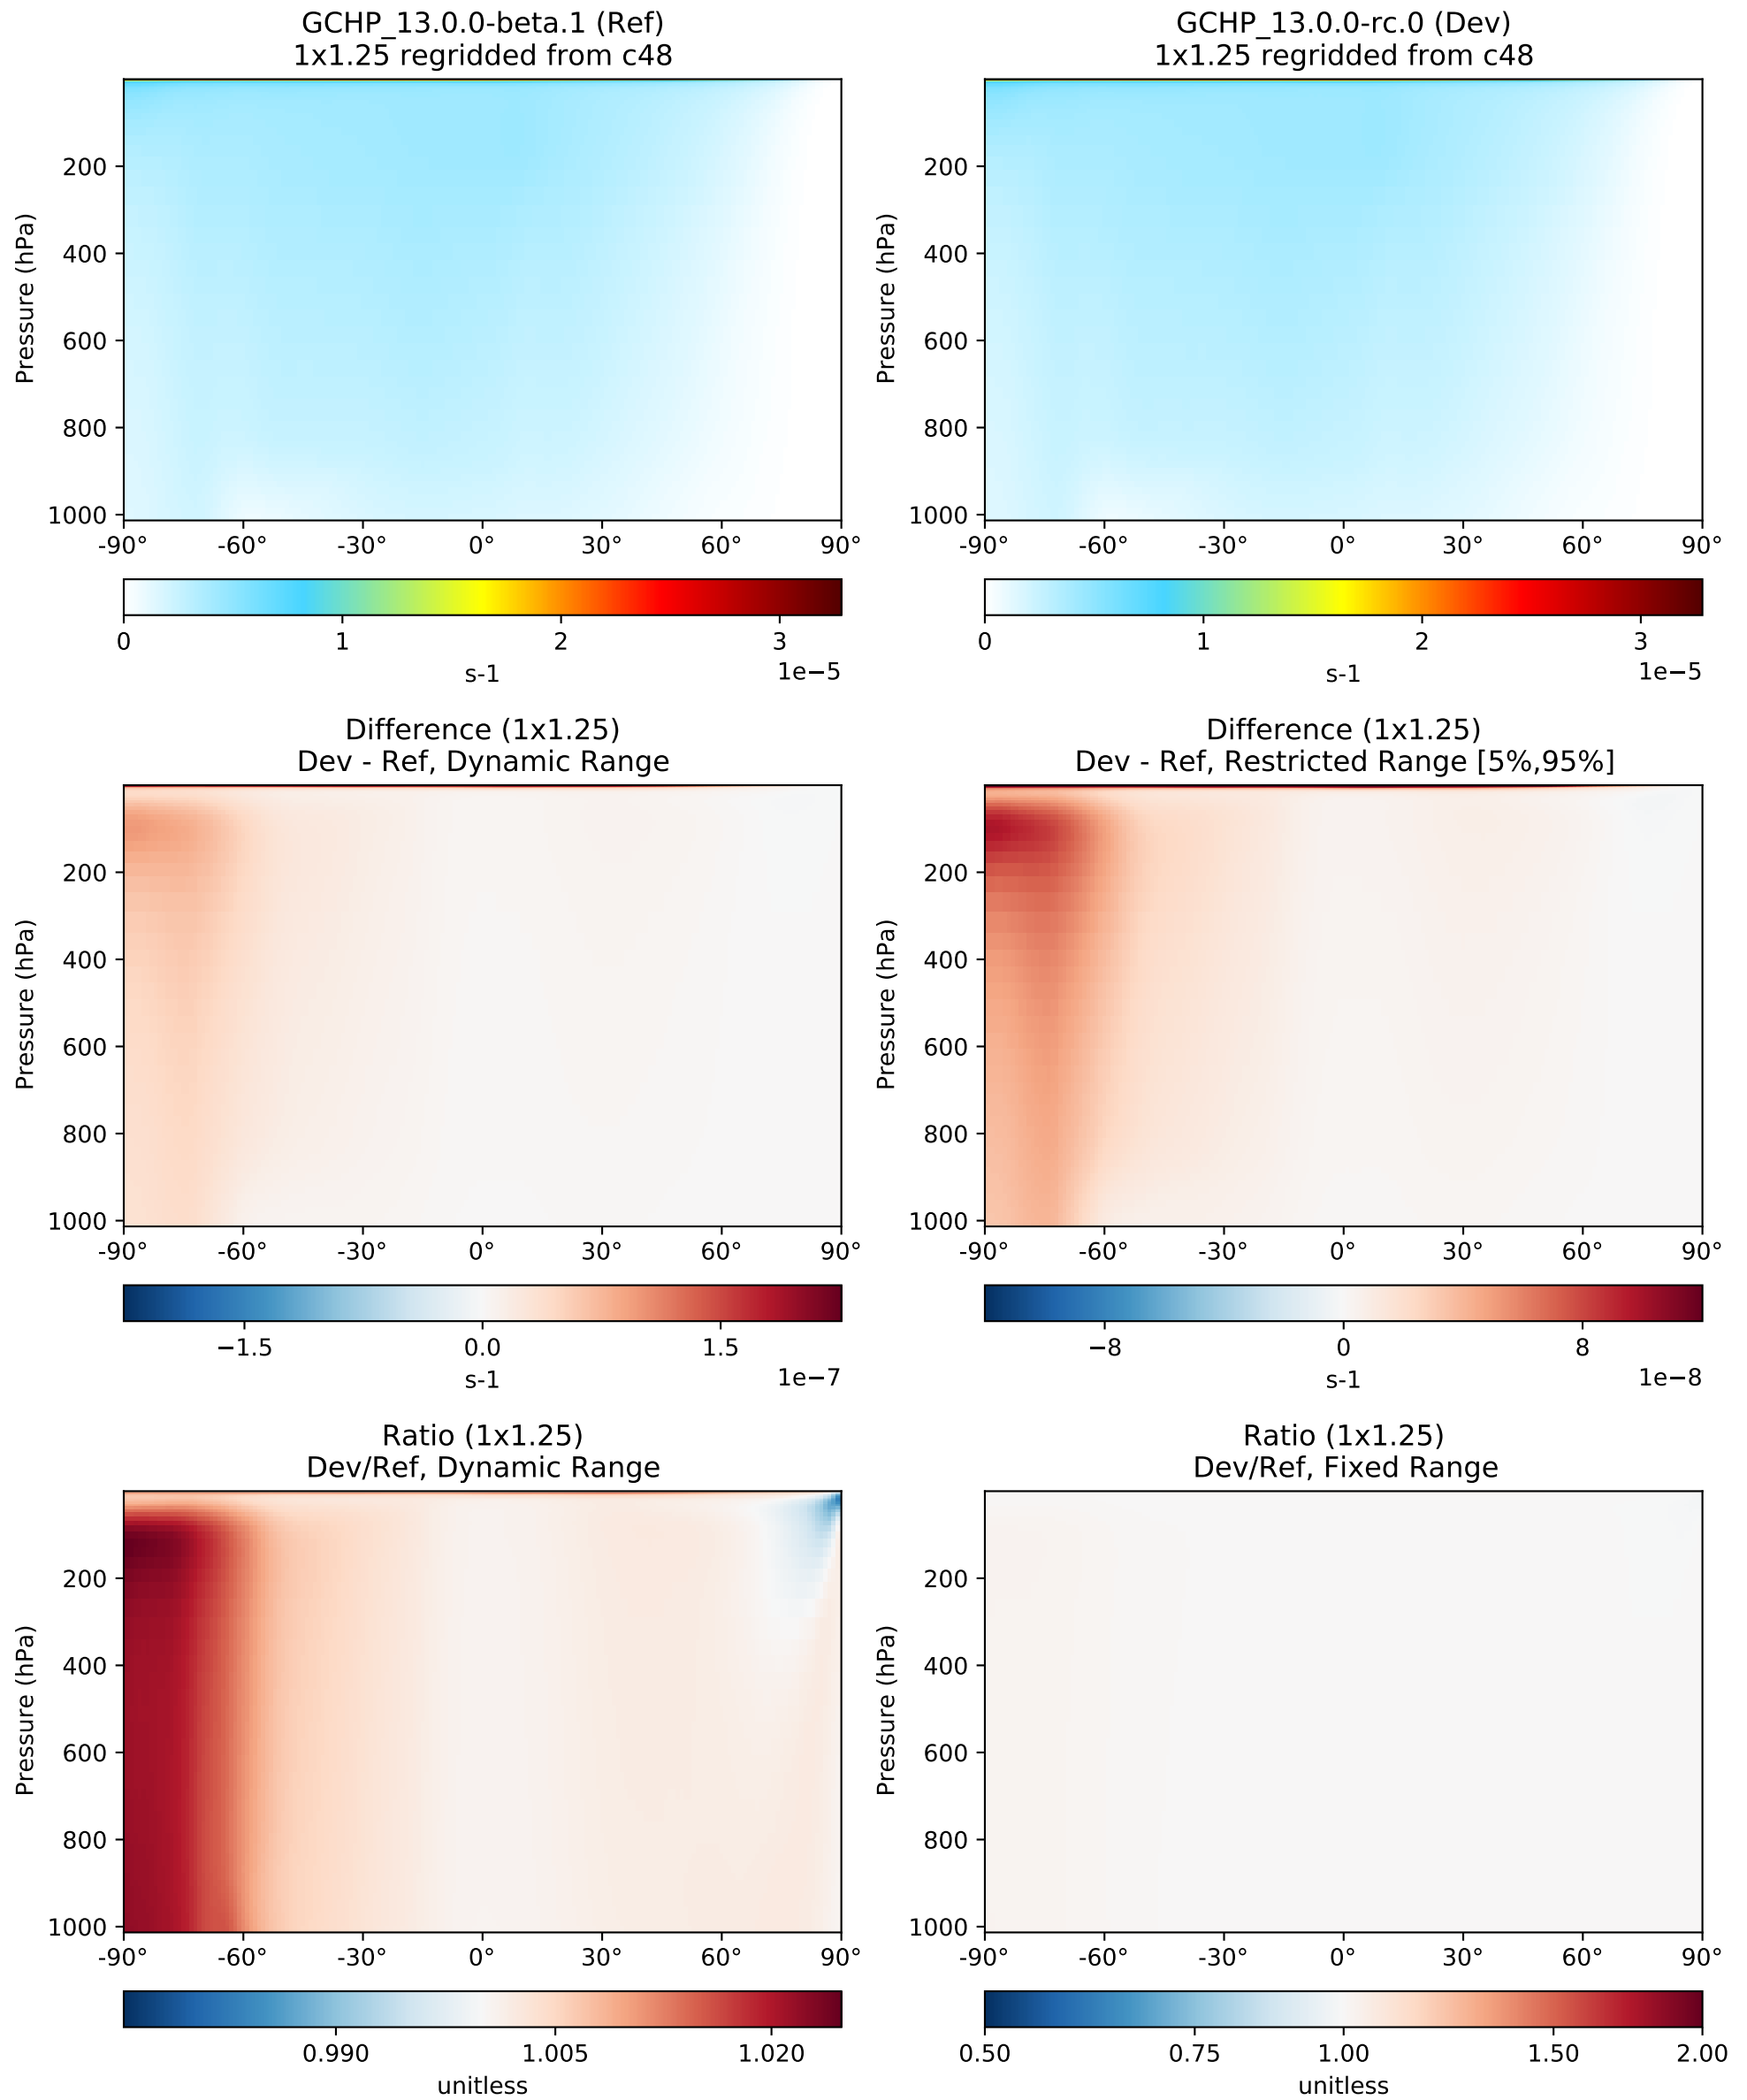 GCHP_13.0.0-beta.1 (Ref)
1x1.25 regridded from c48
Pressure (hPa)
200
400
600
800
1000
-90° -60° -30° 0° 30° 60° 90°
0 1 2 3
s-1
1e−5
GCHP_13.0.0-rc.0 (Dev)
1x1.25 regridded from c48
Pressure (hPa)
200
400
600
800
1000
-90° -60° -30° 0° 30° 60° 90°
0 1 2 3
s-1
1e−5
Difference (1x1.25)
Dev - Ref, Dynamic Range
Pressure (hPa)
200
400
600
800
1000
-90° -60° -30° 0° 30° 60° 90°
−1.5 0.0 1.5
s-1
1e−7
Difference (1x1.25)
Dev - Ref, Restricted Range [5%,95%]
Pressure (hPa)
200
400
600
800
1000
-90° -60° -30° 0° 30° 60° 90°
−8 0 8
s-1
1e−8
Ratio (1x1.25)
Dev/Ref, Dynamic Range
Pressure (hPa)
200
400
600
800
1000
-90° -60° -30° 0° 30° 60° 90°
0.990 1.005 1.020
unitless
Ratio (1x1.25)
Dev/Ref, Fixed Range
Pressure (hPa)
200
400
600
800
1000
-90° -60° -30° 0° 30° 60° 90°
0.50 0.75 1.00 1.50 2.00
unitless